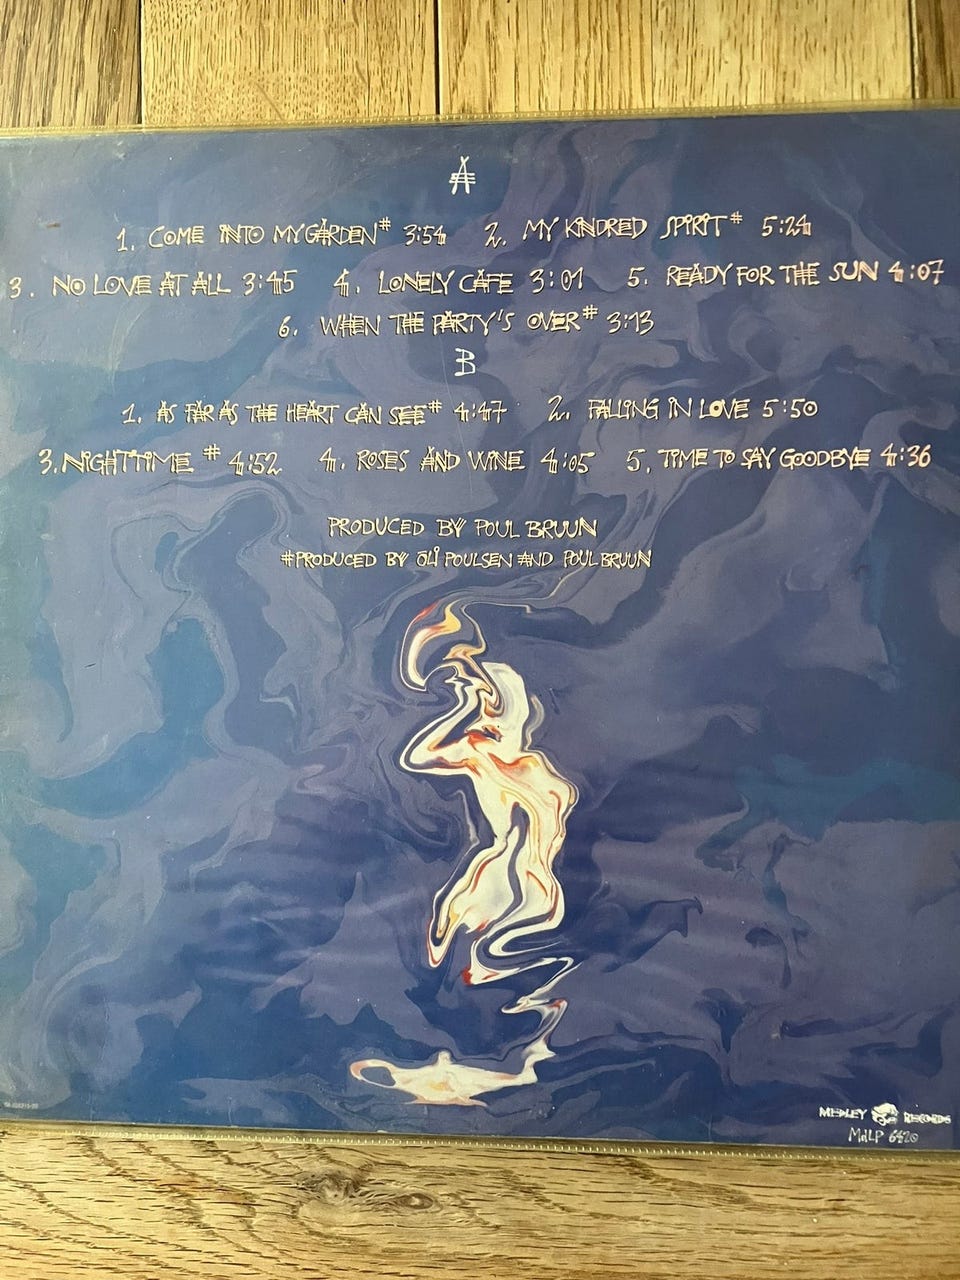 A
1. COME INTO MY GARDEN# 3:54 2. MY KINDRED SPIRIT# 5:24
3. NO LOVE AT ALL 3:45 4. LONELY CAFE 3:01 5. READY FOR THE SUN 4:07
6. WHEN THE PARTY'S OVER# 3:13
B
1. AS FAR AS THE HEART CAN SEE# 4:47 2. FALLING IN LOVE 5:50
3. NIGHTTIME # 4:52 4. ROSES AND WINE 4:05 5. TIME TO SAY GOODBYE 4:36
PRODUCED BY POUL BRUUN
#PRODUCED BY ÖLI POULSEN AND POUL BRUUN
MEDLEY RECORDS
MdLP 6420